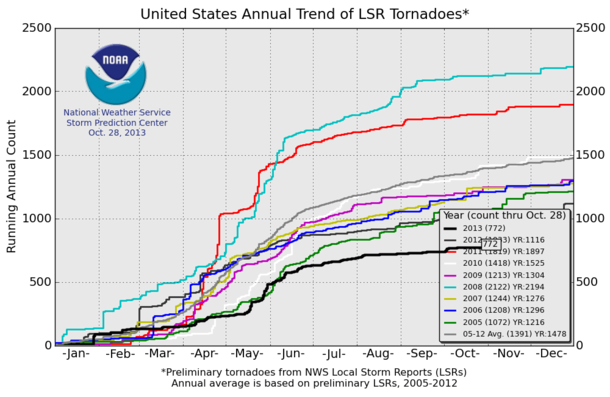 United States Annual Trend of LSR Tornadoes*
2500
2000
1500
1000
500
0
Running Annual Count
NOAA
National Weather Service
Storm Prediction Center
Oct. 28, 2013
2500
2000
1500
1000
500
0
Year (count thru Oct. 28)
2013 (772)
2012 YR:1116
2011 (1819) YR:1897
2010 (1418) YR:1525
2009 (1213) YR:1304
2008 (2122) YR:2194
2007 (1244) YR:1276
2006 (1208) YR:1296
2005 (1072) YR:1216
05-12 Avg. (1391) YR:1478
772
-Jan- -Feb- -Mar- -Apr- -May- -Jun- -Jul- -Aug- -Sep- -Oct- -Nov- -Dec-
*Preliminary tornadoes from NWS Local Storm Reports (LSRs)
Annual average is based on preliminary LSRs, 2005-2012